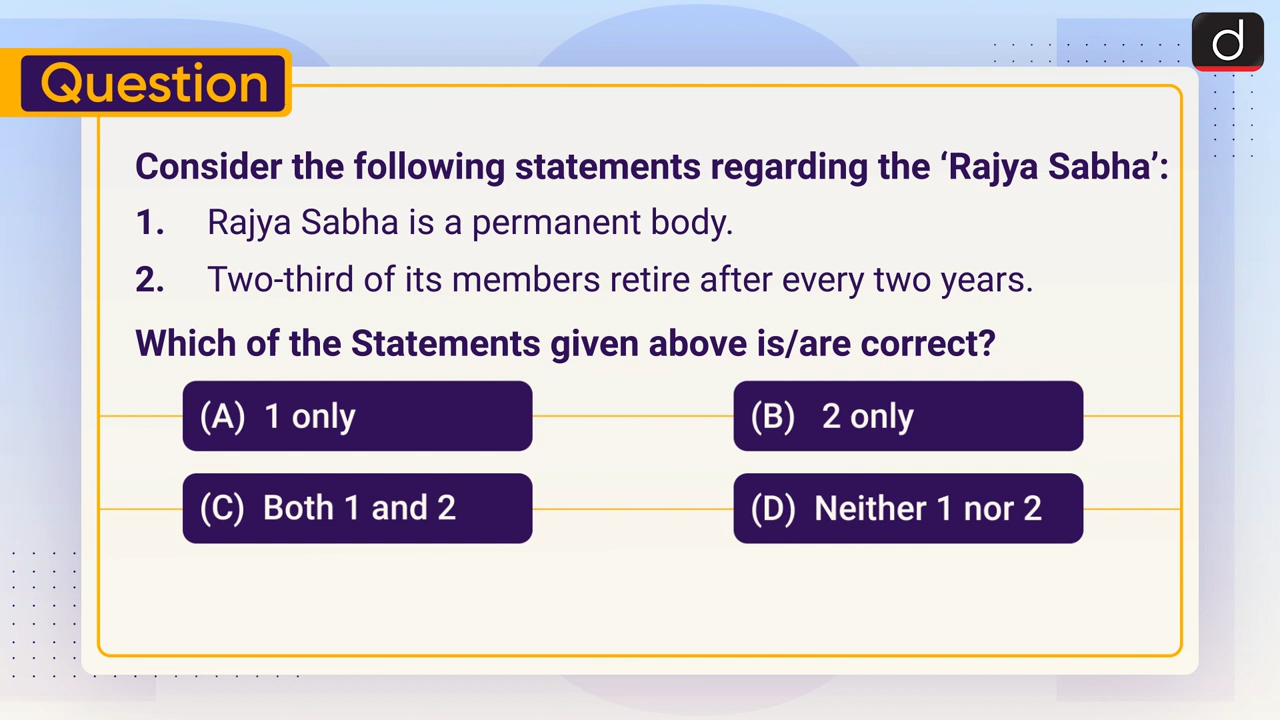 Question
Consider the following statements regarding the ‘Rajya Sabha’:
1. Rajya Sabha is a permanent body.
2. Two-third of its members retire after every two years.
Which of the Statements given above is/are correct?
(A) 1 only
(B) 2 only
(C) Both 1 and 2
(D) Neither 1 nor 2
d